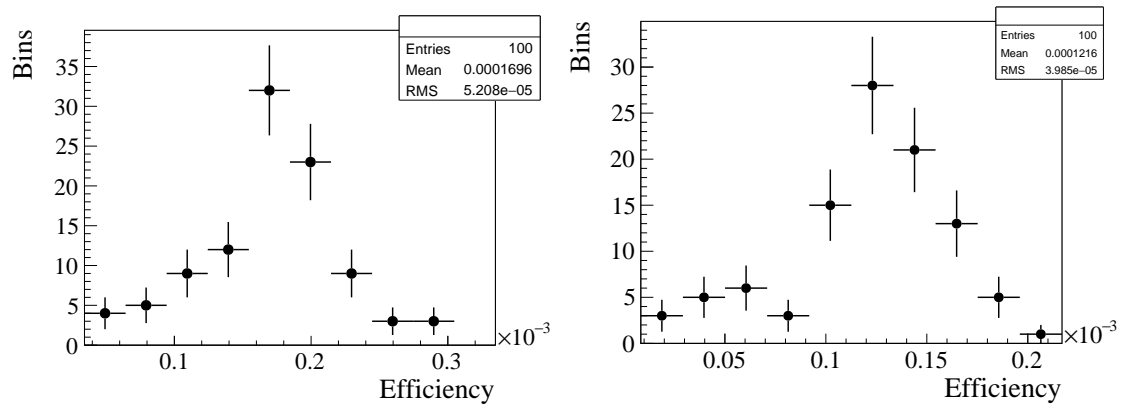 Bins
Entries 100
Mean 0.0001696
RMS 5.208e−05
35
30
25
20
15
10
5
0
0.1 0.2 0.3
×10⁻³
Efficiency
Bins
Entries 100
Mean 0.0001216
RMS 3.985e−05
30
25
20
15
10
5
0
0.05 0.1 0.15 0.2
×10⁻³
Efficiency